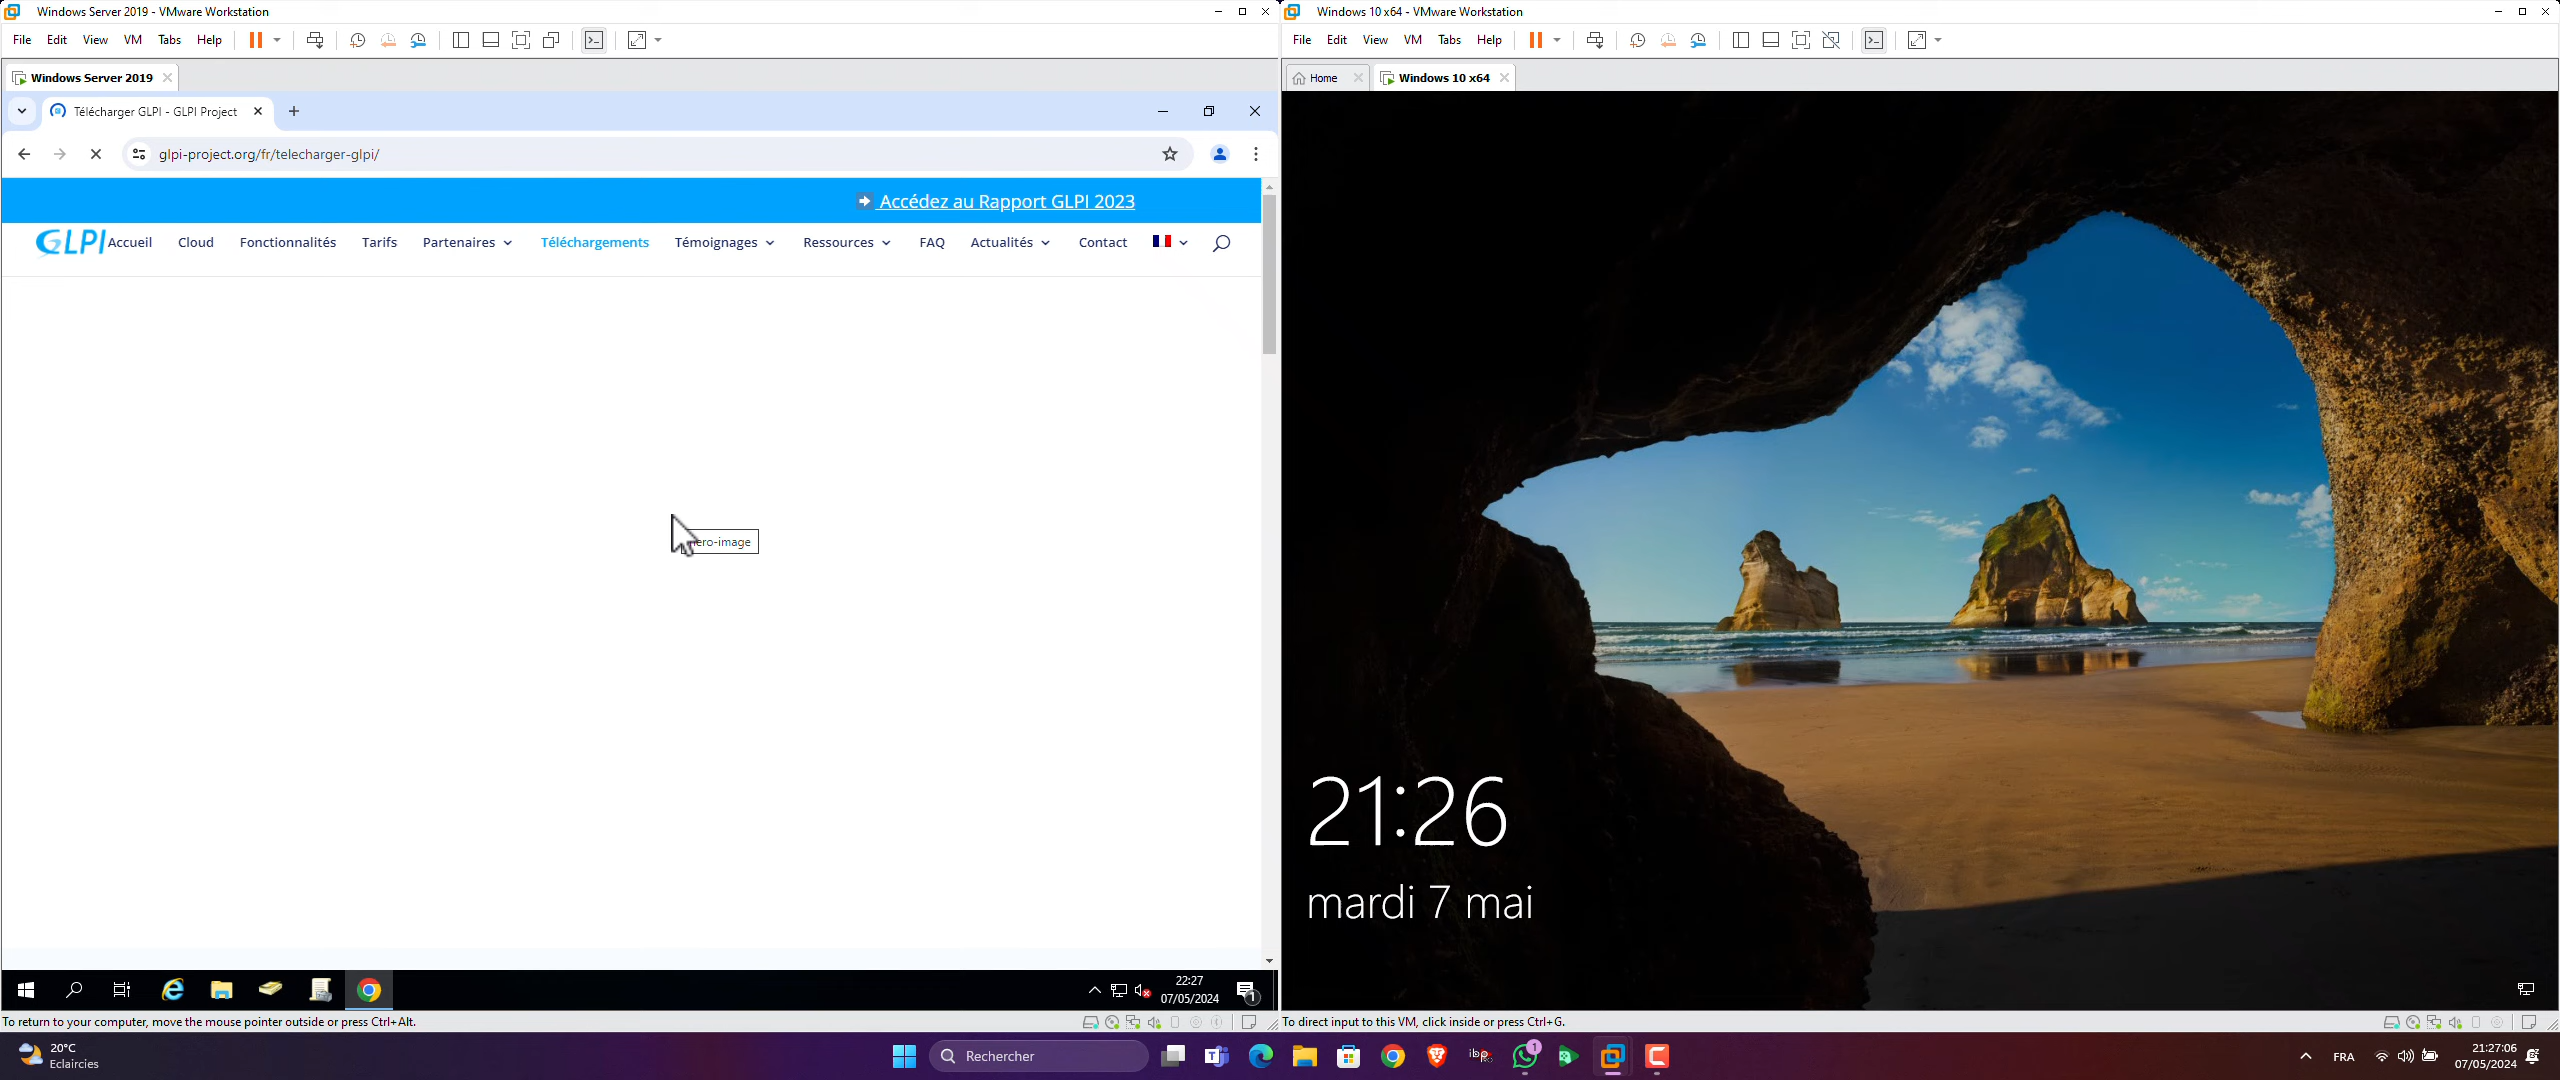 Windows Server 2019 - VMware Workstation
File Edit View VM Tabs Help
Windows Server 2019
Télécharger GLPI - GLPI Project
glpi-project.org/fr/telecharger-glpi/
Accédez au Rapport GLPI 2023
GLPI Accueil Cloud Fonctionnalités Tarifs Partenaires Téléchargements Témoignages Ressources FAQ Actualités Contact
22:27
07/05/2024
1
To return to your computer, move the mouse pointer outside or press Ctrl+Alt.
Windows 10 x64 - VMware Workstation
File Edit View VM Tabs Help
Home Windows 10 x64
21:26
mardi 7 mai
To direct input to this VM, click inside or press Ctrl+G.
20°C
Eclaircies
Rechercher
ibp
1
FRA
21:27:06
07/05/2024